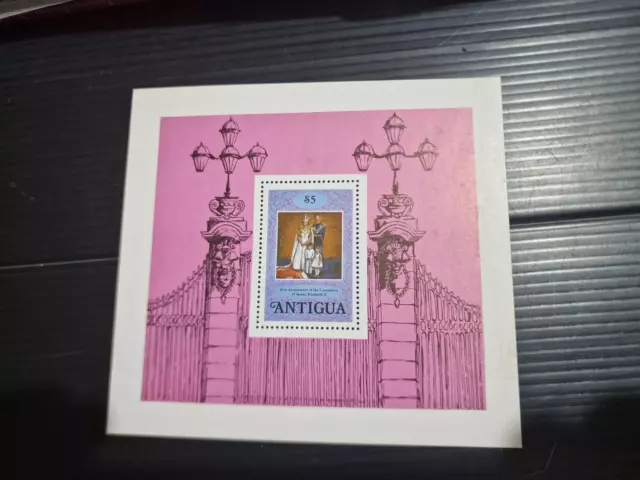 $5
25th Anniversary of the Coronation
of Queen Elizabeth II
ANTIGUA